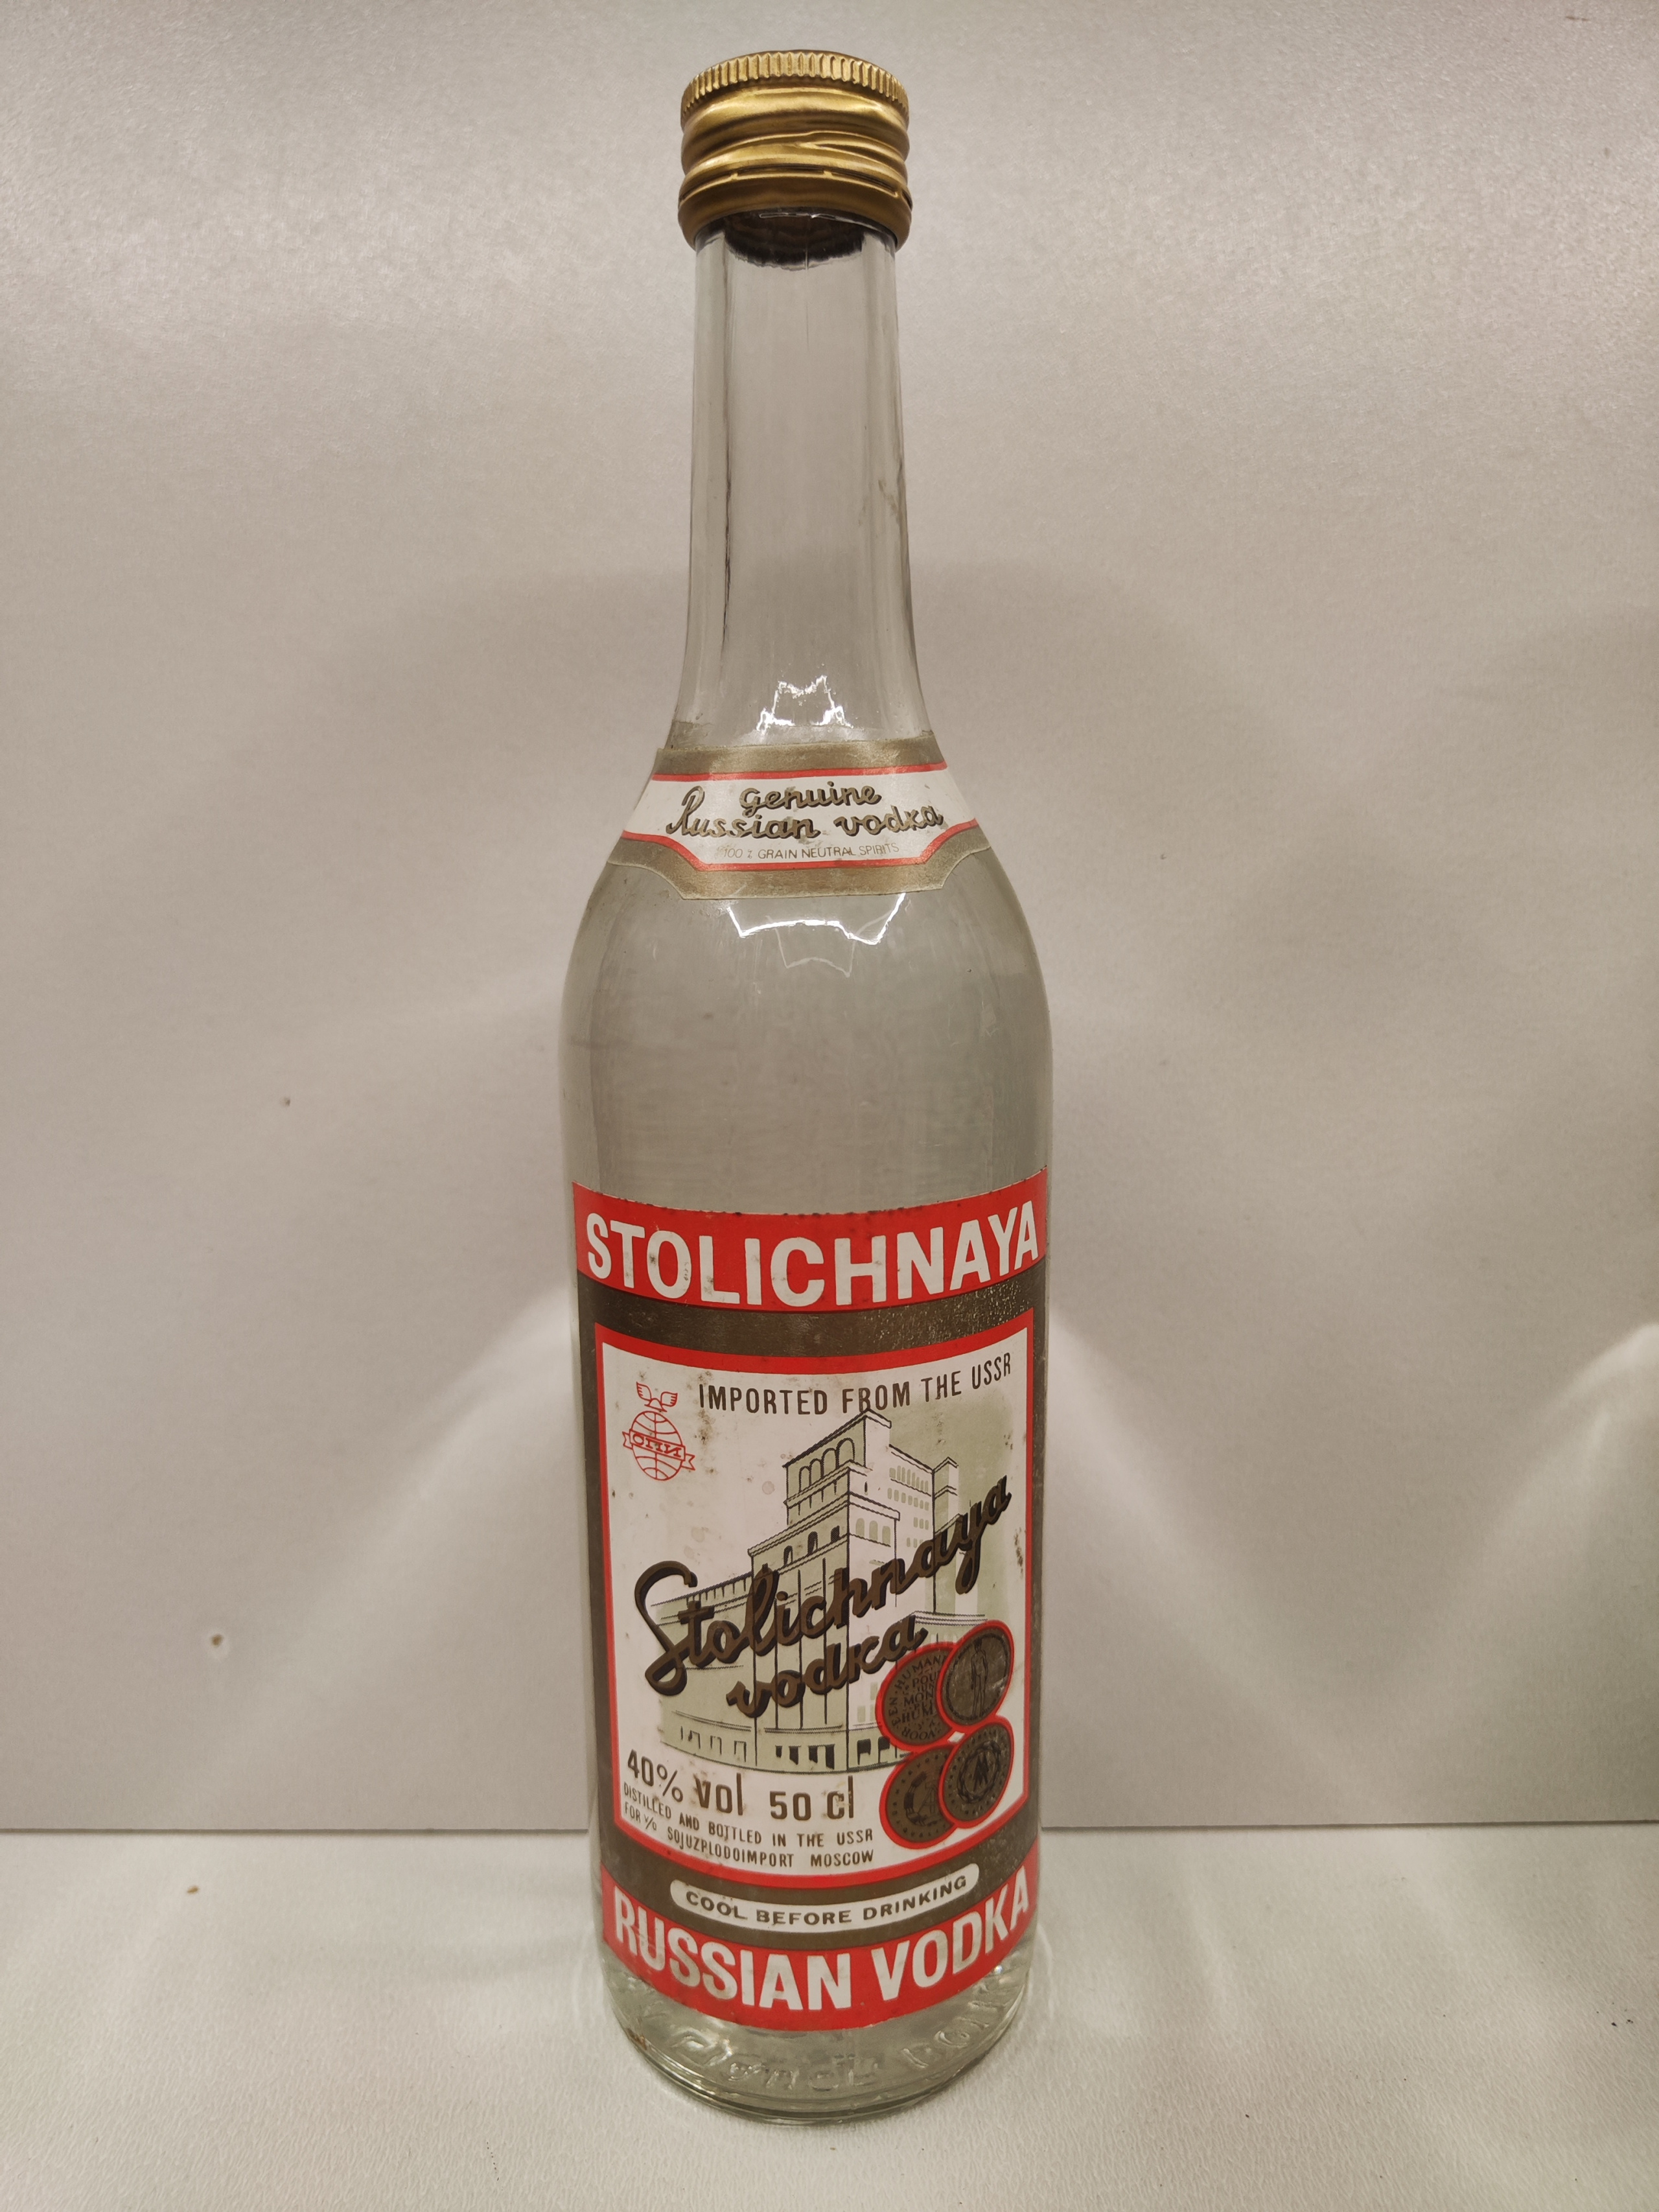 Genuine
Russian vodka
100% GRAIN NEUTRAL SPIRITS
STOLICHNAYA
IMPORTED FROM THE USSR
СПИ
Stolichnaya
vodka
40% vol 50 cl
DISTILLED AND BOTTLED IN THE USSR
FOR V/O SOJUZPLODOIMPORT MOSCOW
COOL BEFORE DRINKING
RUSSIAN VODKA